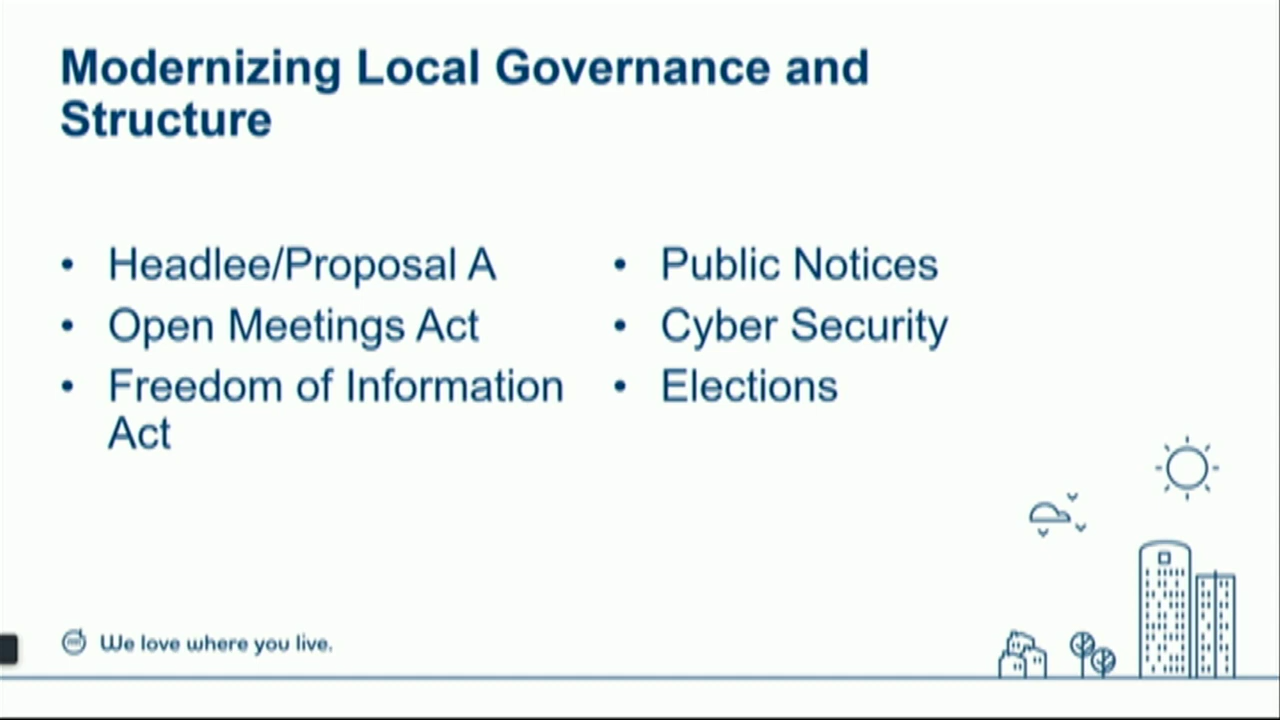 Modernizing Local Governance and
Structure
• Headlee/Proposal A
• Open Meetings Act
• Freedom of Information
Act
• Public Notices
• Cyber Security
• Elections
We love where you live.